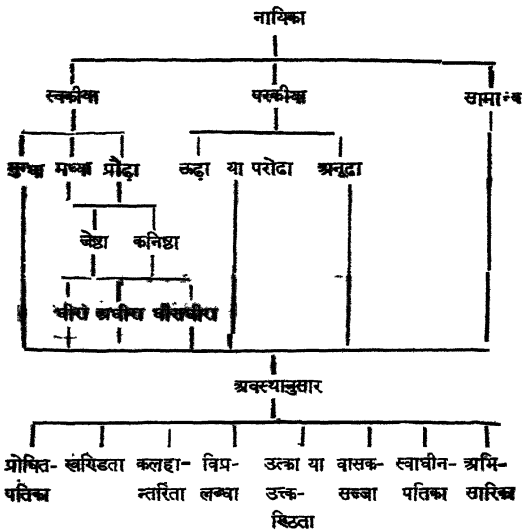 नायिका
स्वकीया परकीया सामान्य
मुग्धा मध्या प्रौढ़ा ऊढ़ा या परोढा अनूढ़ा
जेष्ठा कनिष्ठा
धीरा अधीरा धीराधीरा
अवस्थानुसार
प्रोषित- खंण्डिता कलहा- विप्र- उत्का या वासक- स्वाधीन- अभि-
पतिका न्तरिता लब्धा उत्क- सज्जा पतिका सारिका
ण्ठिता